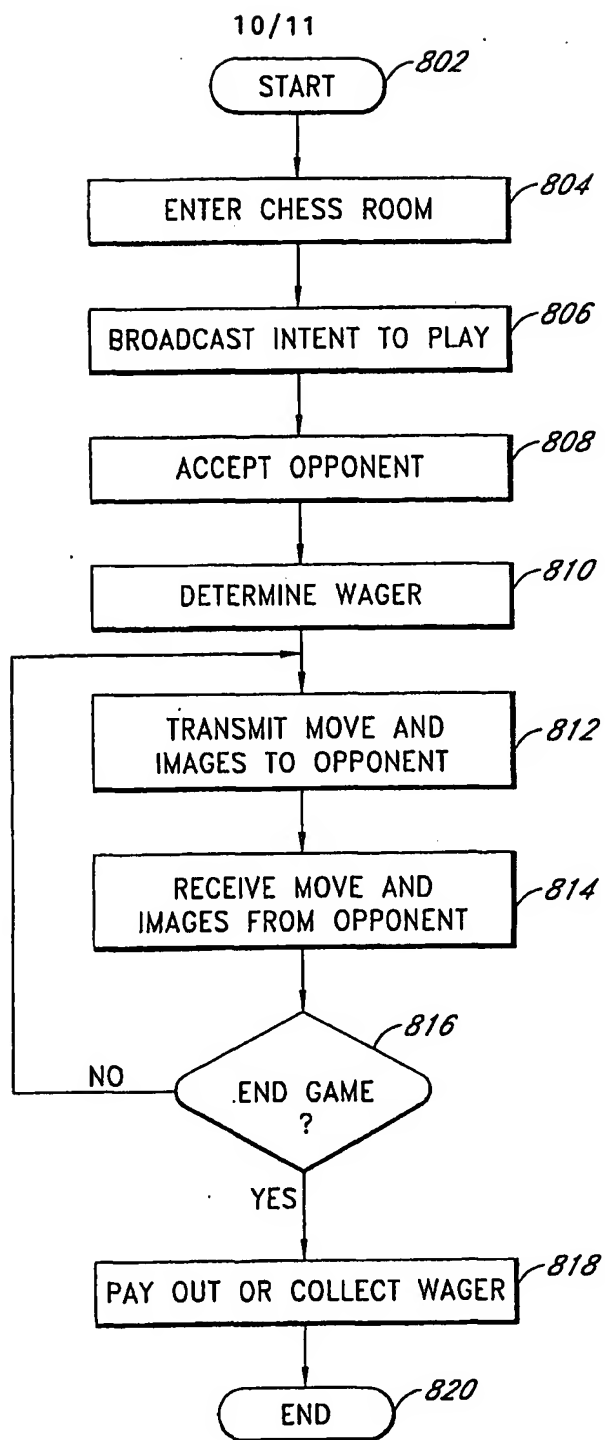 10/11
START
802
ENTER CHESS ROOM
804
BROADCAST INTENT TO PLAY
806
ACCEPT OPPONENT
808
DETERMINE WAGER
810
TRANSMIT MOVE AND
IMAGES TO OPPONENT
812
RECEIVE MOVE AND
IMAGES FROM OPPONENT
814
816
END GAME
?
NO
YES
PAY OUT OR COLLECT WAGER
818
END
820